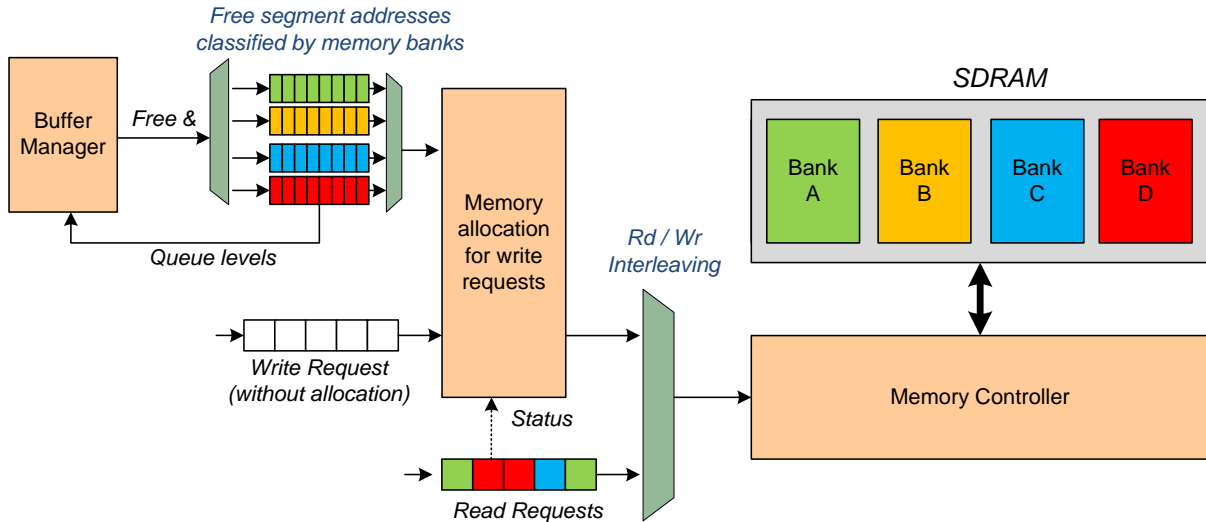 Free segment addresses
classified by memory banks
SDRAM
Buffer
Manager
Free &
Bank
A
Bank
B
Bank
C
Bank
D
Memory
allocation
for write
requests
Queue levels
Rd / Wr
Interleaving
Write Request
(without allocation)
Memory Controller
Status
Read Requests